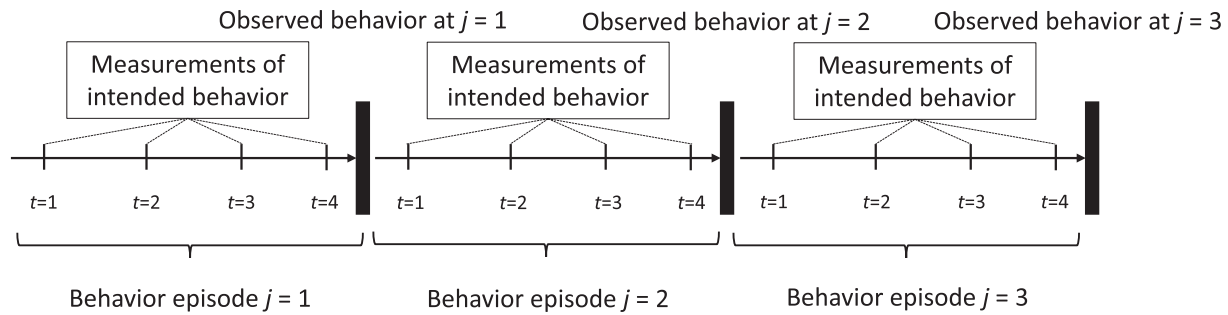 Observed behavior at j = 1
Observed behavior at j = 2
Observed behavior at j = 3
Measurements of
intended behavior
Measurements of
intended behavior
Measurements of
intended behavior
t=1 t=2 t=3 t=4
t=1 t=2 t=3 t=4
t=1 t=2 t=3 t=4
Behavior episode j = 1
Behavior episode j = 2
Behavior episode j = 3